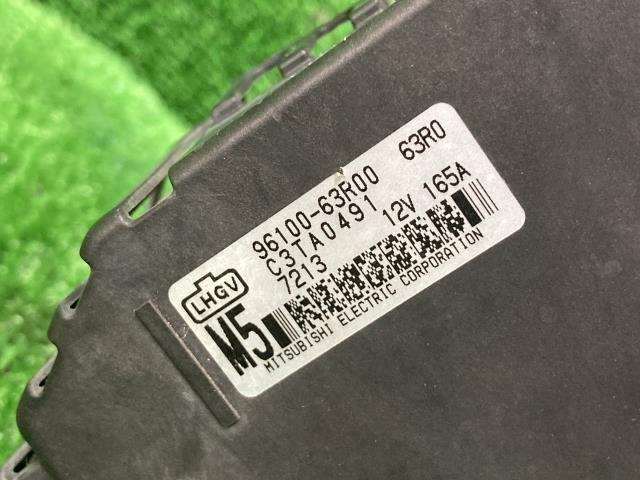 96100-63R00 63R0
C3TA0491 12V 165A
7213
LHGV
M5
MITSUBISHI ELECTRIC CORPORATION